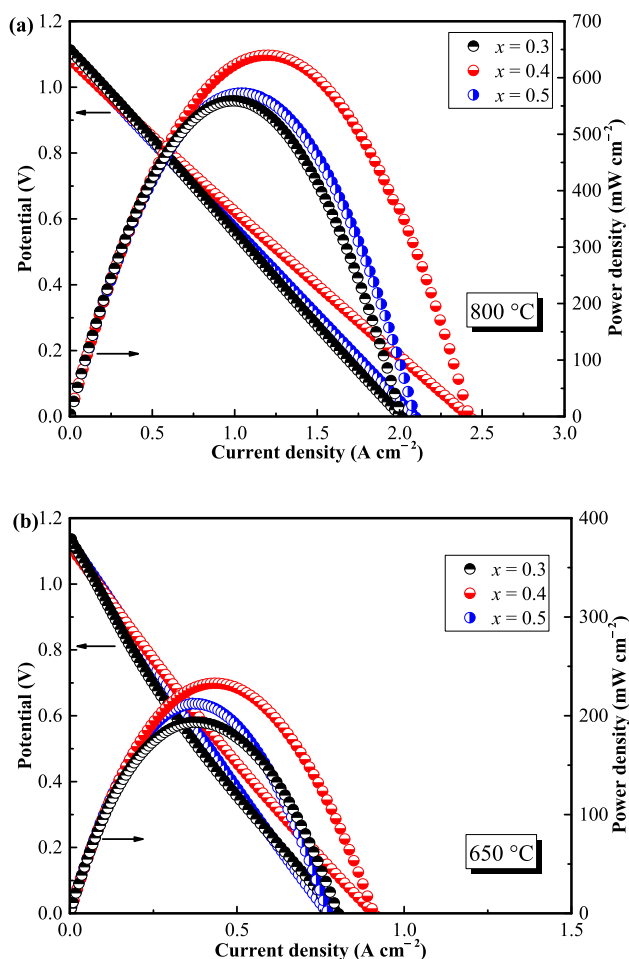 (a)
1.2
1.0
0.8
0.6
0.4
0.2
0.0
Potential (V)
700
600
500
400
300
200
100
0
Power density (mW cm−2)
x = 0.3
x = 0.4
x = 0.5
800 °C
0.0 0.5 1.0 1.5 2.0 2.5 3.0
Current density (A cm−2)
(b)
1.2
1.0
0.8
0.6
0.4
0.2
0.0
Potential (V)
400
300
200
100
0
Power density (mW cm−2)
x = 0.3
x = 0.4
x = 0.5
650 °C
0.0 0.5 1.0 1.5
Current density (A cm−2)